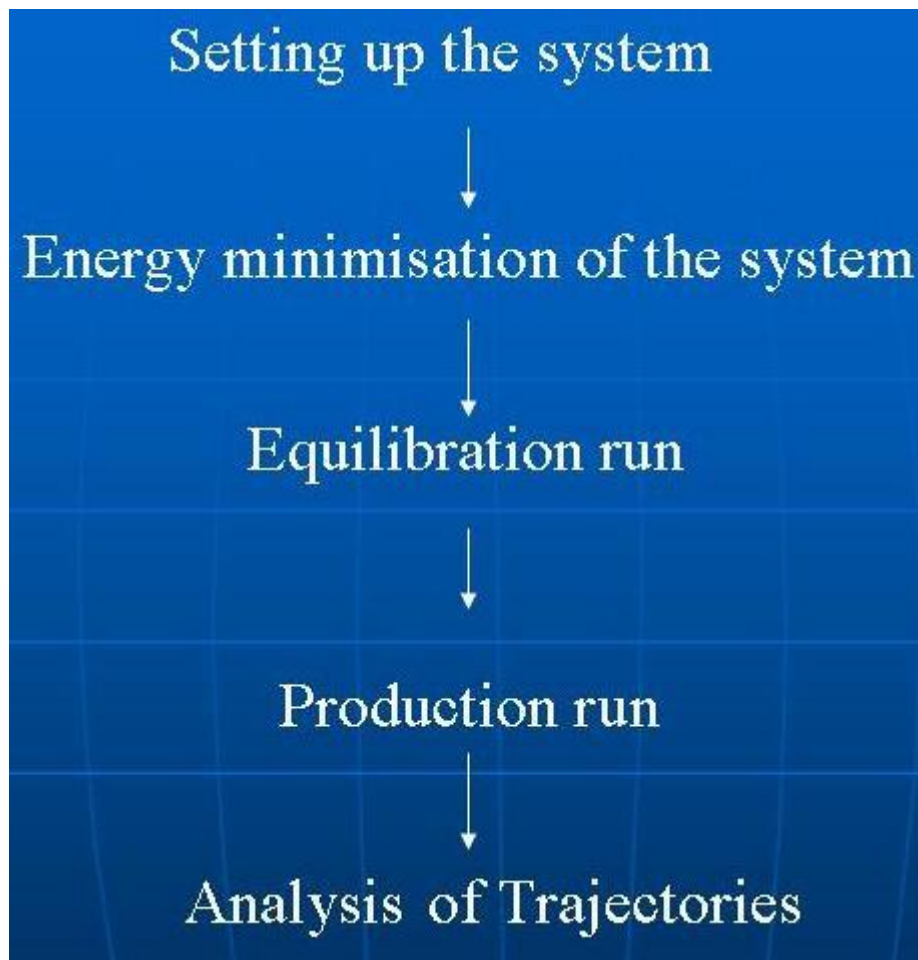 Setting up the system
Energy minimisation of the system
Equilibration run
Production run
Analysis of Trajectories